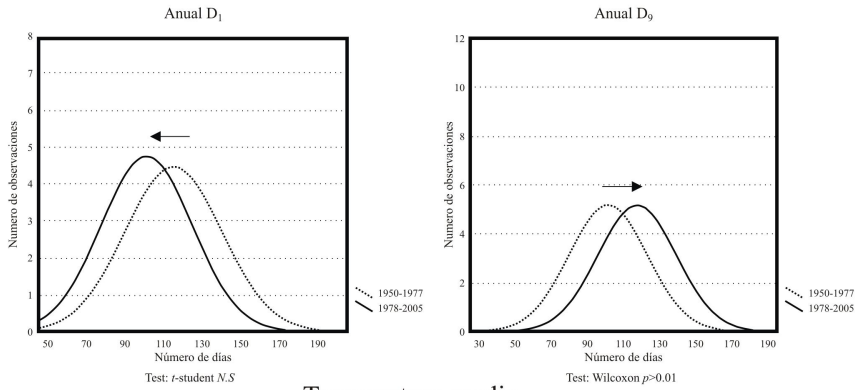 Anual D₁
8
7
6
5
4
3
2
1
0
Número de observaciones
50 70 90 110 130 150 170 190
Número de días
1950-1977
1978-2005
Test: t-student N.S
Anual D₉
12
10
8
6
4
2
0
Número de observaciones
30 50 70 90 110 130 150 170 190
Número de días
1950-1977
1978-2005
Test: Wilcoxon p>0.01